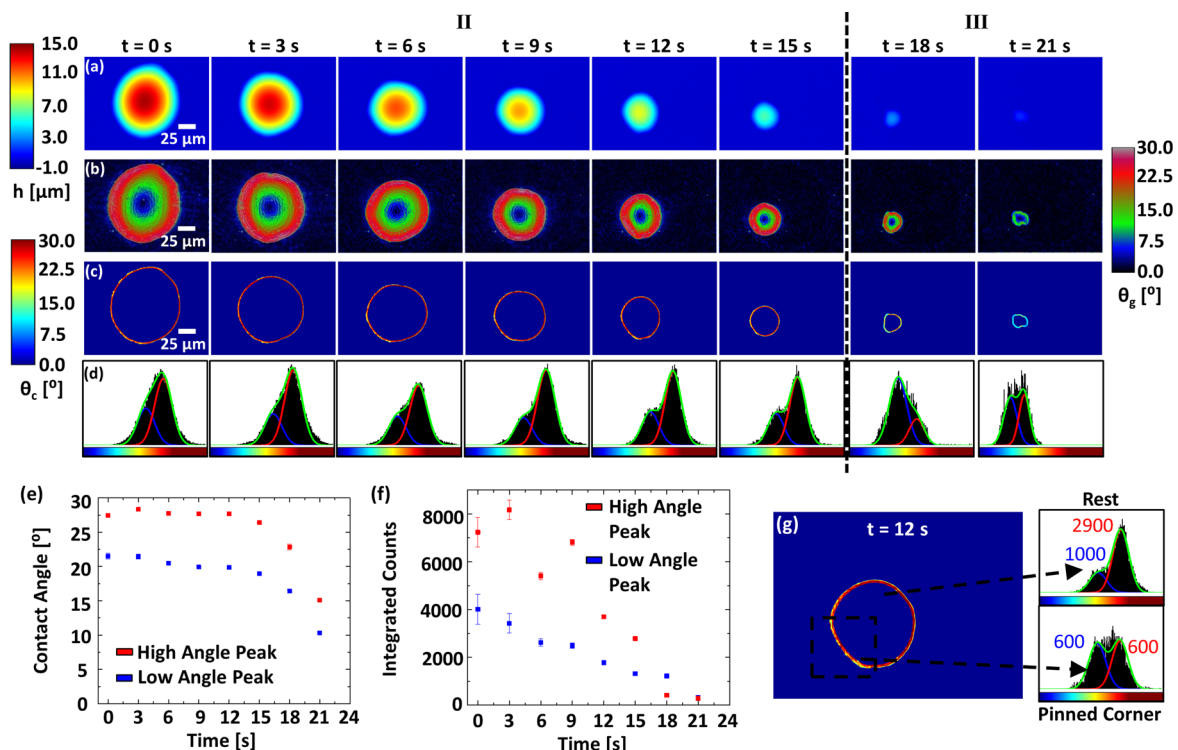 II
III
t = 0 s
t = 3 s
t = 6 s
t = 9 s
t = 12 s
t = 15 s
t = 18 s
t = 21 s
15.0
11.0
7.0
3.0
-1.0
h [μm]
(a)
25 μm
25 μm
(b)
25 μm
30.0
22.5
15.0
7.5
0.0
θg [º]
30.0
22.5
15.0
7.5
0.0
θc [º]
(c)
25 μm
(d)
(e)
30
25
20
15
10
5
0
Contact Angle [º]
High Angle Peak
Low Angle Peak
0 3 6 9 12 15 18 21 24
Time [s]
(f)
8000
6000
4000
2000
0
Integrated Counts
High Angle
Peak
Low Angle
Peak
0 3 6 9 12 15 18 21 24
Time [s]
(g)
t = 12 s
Rest
2900
1000
600
600
Pinned Corner